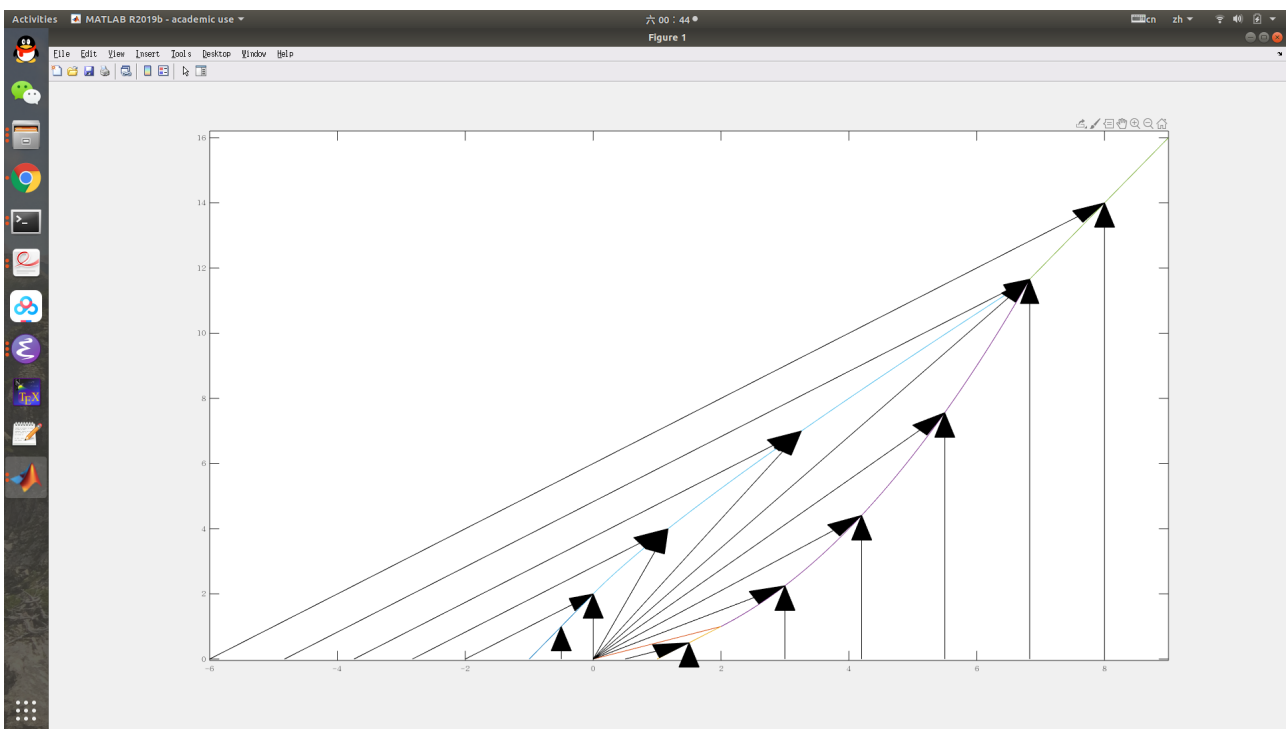 Activities MATLAB R2019b - academic use 六 00：44 cn zh
Figure 1
File Edit View Insert Tools Desktop Window Help
16
14
12
10
8
6
4
2
0
-6 -4 -2 0 2 4 6 8
TEX